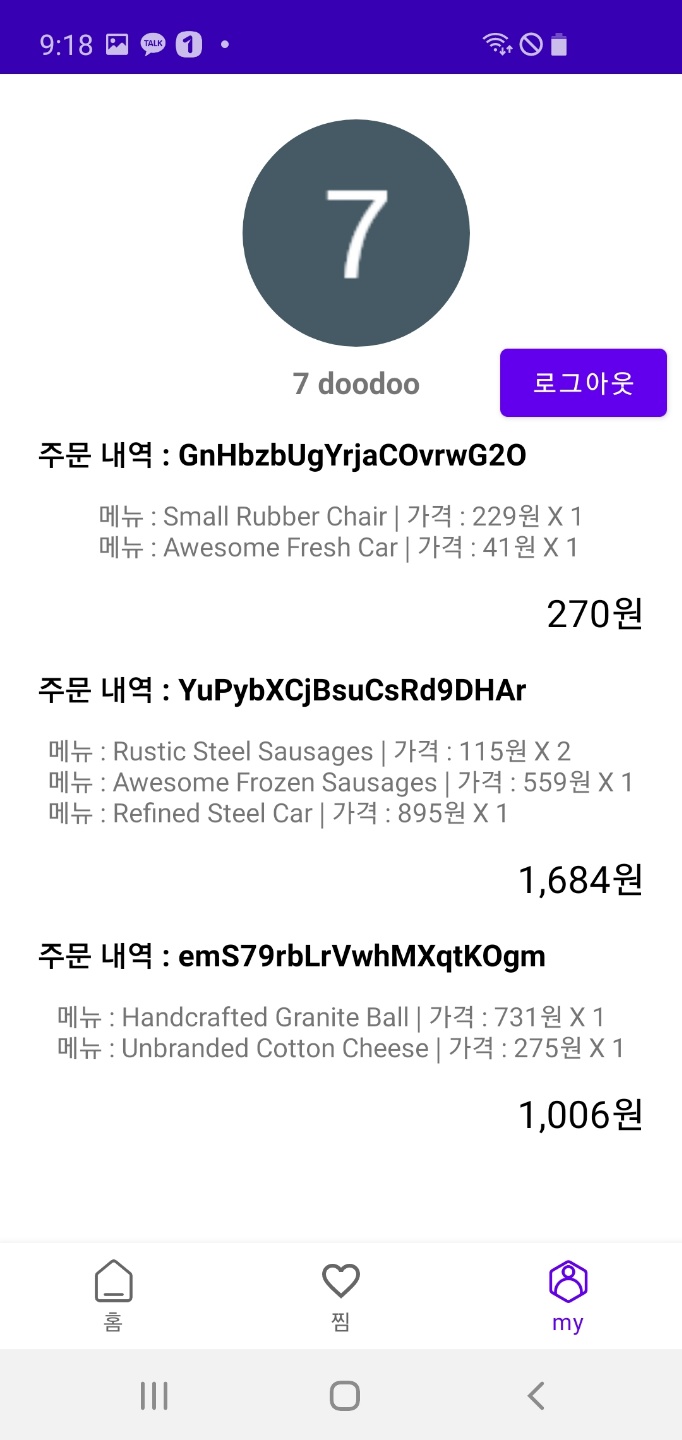 9:18 TALK 1
7
7 doodoo
로그아웃
주문 내역 : GnHbzbUgYrjaCOvrwG2O
메뉴 : Small Rubber Chair | 가격 : 229원 X 1
메뉴 : Awesome Fresh Car | 가격 : 41원 X 1
270원
주문 내역 : YuPybXCjBsuCsRd9DHAr
메뉴 : Rustic Steel Sausages | 가격 : 115원 X 2
메뉴 : Awesome Frozen Sausages | 가격 : 559원 X 1
메뉴 : Refined Steel Car | 가격 : 895원 X 1
1,684원
주문 내역 : emS79rbLrVwhMXqtKOgm
메뉴 : Handcrafted Granite Ball | 가격 : 731원 X 1
메뉴 : Unbranded Cotton Cheese | 가격 : 275원 X 1
1,006원
홈 찜 my